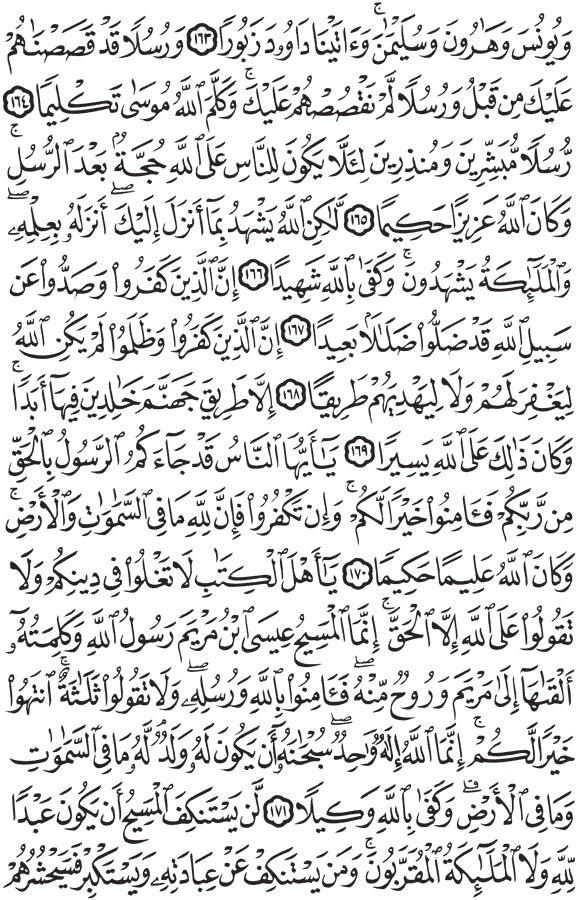 وَيُونُسَ وَهَٰرُونَ وَسُلَيْمَٰنَ ۚ وَءَاتَيْنَا دَاوُۥدَ زَبُورًا ١٦٣ وَرُسُلًا قَدْ قَصَصْنَٰهُمْ
عَلَيْكَ مِن قَبْلُ وَرُسُلًا لَّمْ نَقْصُصْهُمْ عَلَيْكَ ۚ وَكَلَّمَ ٱللَّهُ مُوسَىٰ تَكْلِيمًا ١٦٤
رُّسُلًا مُّبَشِّرِينَ وَمُنذِرِينَ لِئَلَّا يَكُونَ لِلنَّاسِ عَلَى ٱللَّهِ حُجَّةٌۢ بَعْدَ ٱلرُّسُلِ ۚ
وَكَانَ ٱللَّهُ عَزِيزًا حَكِيمًا ١٦٥ لَّٰكِنِ ٱللَّهُ يَشْهَدُ بِمَآ أَنزَلَ إِلَيْكَ ۖ أَنزَلَهُۥ بِعِلْمِهِۦ ۖ
وَٱلْمَلَٰٓئِكَةُ يَشْهَدُونَ ۚ وَكَفَىٰ بِٱللَّهِ شَهِيدًا ١٦٦ إِنَّ ٱلَّذِينَ كَفَرُوا۟ وَصَدُّوا۟ عَن
سَبِيلِ ٱللَّهِ قَدْ ضَلُّوا۟ ضَلَٰلًۢا بَعِيدًا ١٦٧ إِنَّ ٱلَّذِينَ كَفَرُوا۟ وَظَلَمُوا۟ لَمْ يَكُنِ ٱللَّهُ
لِيَغْفِرَ لَهُمْ وَلَا لِيَهْدِيَهُمْ طَرِيقًا ١٦٨ إِلَّا طَرِيقَ جَهَنَّمَ خَٰلِدِينَ فِيهَآ أَبَدًا ۚ
وَكَانَ ذَٰلِكَ عَلَى ٱللَّهِ يَسِيرًا ١٦٩ يَٰٓأَيُّهَا ٱلنَّاسُ قَدْ جَآءَكُمُ ٱلرَّسُولُ بِٱلْحَقِّ
مِن رَّبِّكُمْ فَـَٔامِنُوا۟ خَيْرًا لَّكُمْ ۚ وَإِن تَكْفُرُوا۟ فَإِنَّ لِلَّهِ مَا فِى ٱلسَّمَٰوَٰتِ وَٱلْأَرْضِ ۚ
وَكَانَ ٱللَّهُ عَلِيمًا حَكِيمًا ١٧٠ يَٰٓأَهْلَ ٱلْكِتَٰبِ لَا تَغْلُوا۟ فِى دِينِكُمْ وَلَا
تَقُولُوا۟ عَلَى ٱللَّهِ إِلَّا ٱلْحَقَّ ۚ إِنَّمَا ٱلْمَسِيحُ عِيسَى ٱبْنُ مَرْيَمَ رَسُولُ ٱللَّهِ وَكَلِمَتُهُۥٓ
أَلْقَىٰهَآ إِلَىٰ مَرْيَمَ وَرُوحٌ مِّنْهُ ۖ فَـَٔامِنُوا۟ بِٱللَّهِ وَرُسُلِهِۦ ۖ وَلَا تَقُولُوا۟ ثَلَٰثَةٌ ۚ ٱنتَهُوا۟
خَيْرًا لَّكُمْ ۚ إِنَّمَا ٱللَّهُ إِلَٰهٌ وَٰحِدٌ ۖ سُبْحَٰنَهُۥٓ أَن يَكُونَ لَهُۥ وَلَدٌ ۘ لَّهُۥ مَا فِى ٱلسَّمَٰوَٰتِ
وَمَا فِى ٱلْأَرْضِ ۗ وَكَفَىٰ بِٱللَّهِ وَكِيلًا ١٧١ لَّن يَسْتَنكِفَ ٱلْمَسِيحُ أَن يَكُونَ عَبْدًا
لِّلَّهِ وَلَا ٱلْمَلَٰٓئِكَةُ ٱلْمُقَرَّبُونَ ۚ وَمَن يَسْتَنكِفْ عَنْ عِبَادَتِهِۦ وَيَسْتَكْبِرْ فَسَيَحْشُرُهُمْ